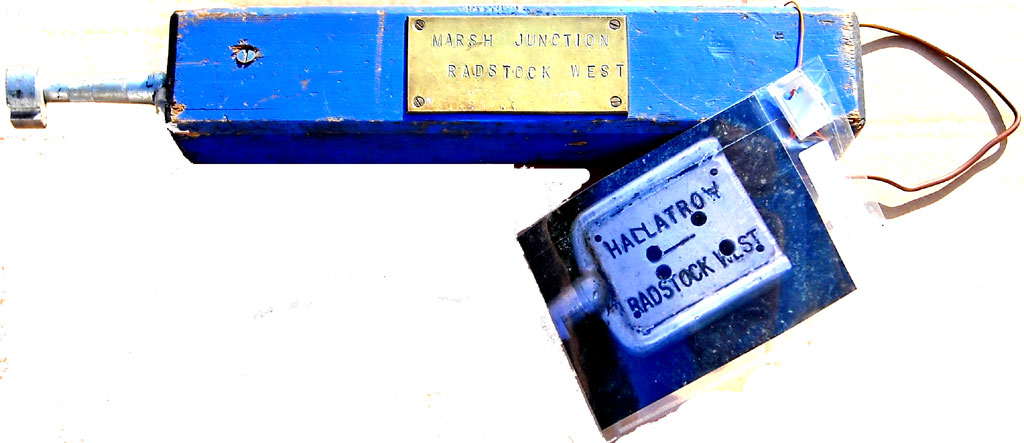 MARSH JUNCTION
RADSTOCK WEST
HALLATROW
RADSTOCK WEST